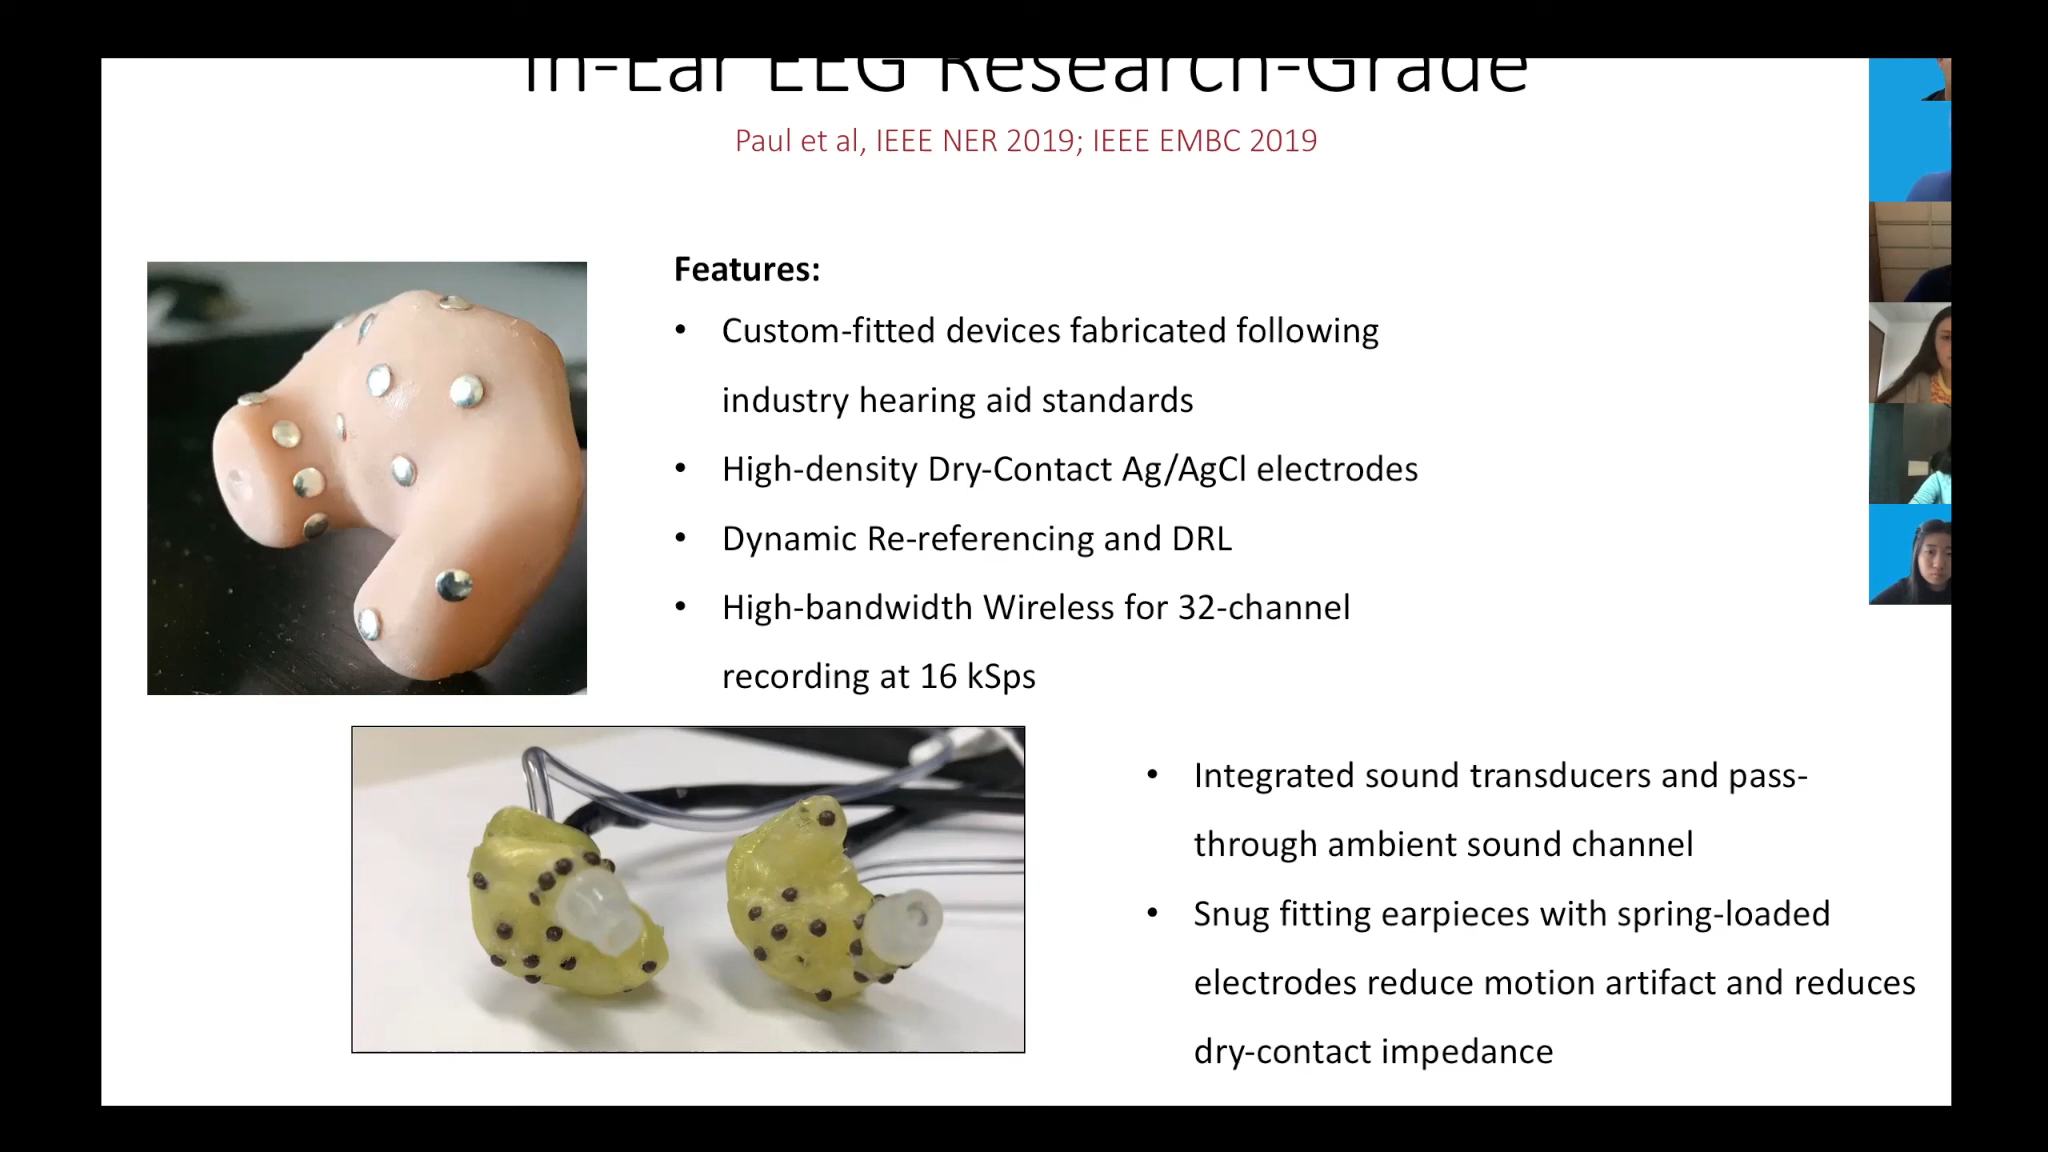 In-Ear EEG Research-Grade
Paul et al, IEEE NER 2019; IEEE EMBC 2019
Features:
• Custom-fitted devices fabricated following
industry hearing aid standards
• High-density Dry-Contact Ag/AgCl electrodes
• Dynamic Re-referencing and DRL
• High-bandwidth Wireless for 32-channel
recording at 16 kSps
• Integrated sound transducers and pass-
through ambient sound channel
• Snug fitting earpieces with spring-loaded
electrodes reduce motion artifact and reduces
dry-contact impedance